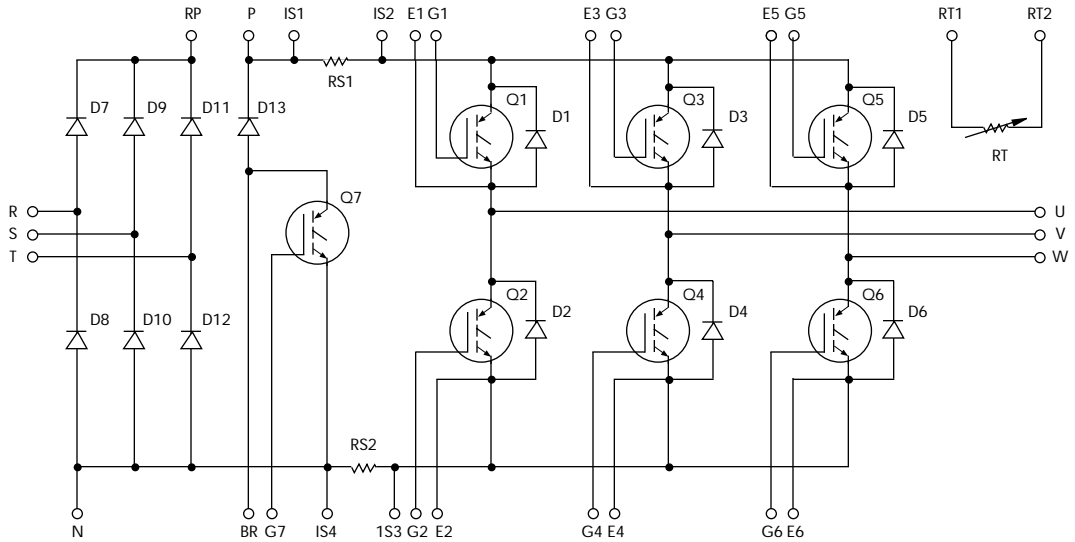 RP P IS1 IS2 E1 G1 E3 G3 E5 G5 RT1 RT2
RS1
D7 D9 D11 D13 Q1 D1 Q3 D3 Q5 D5
RT
Q7
R U
S V
T W
D8 D10 D12 Q2 D2 Q4 D4 Q6 D6
RS2
N BR G7 IS4 1S3 G2 E2 G4 E4 G6 E6